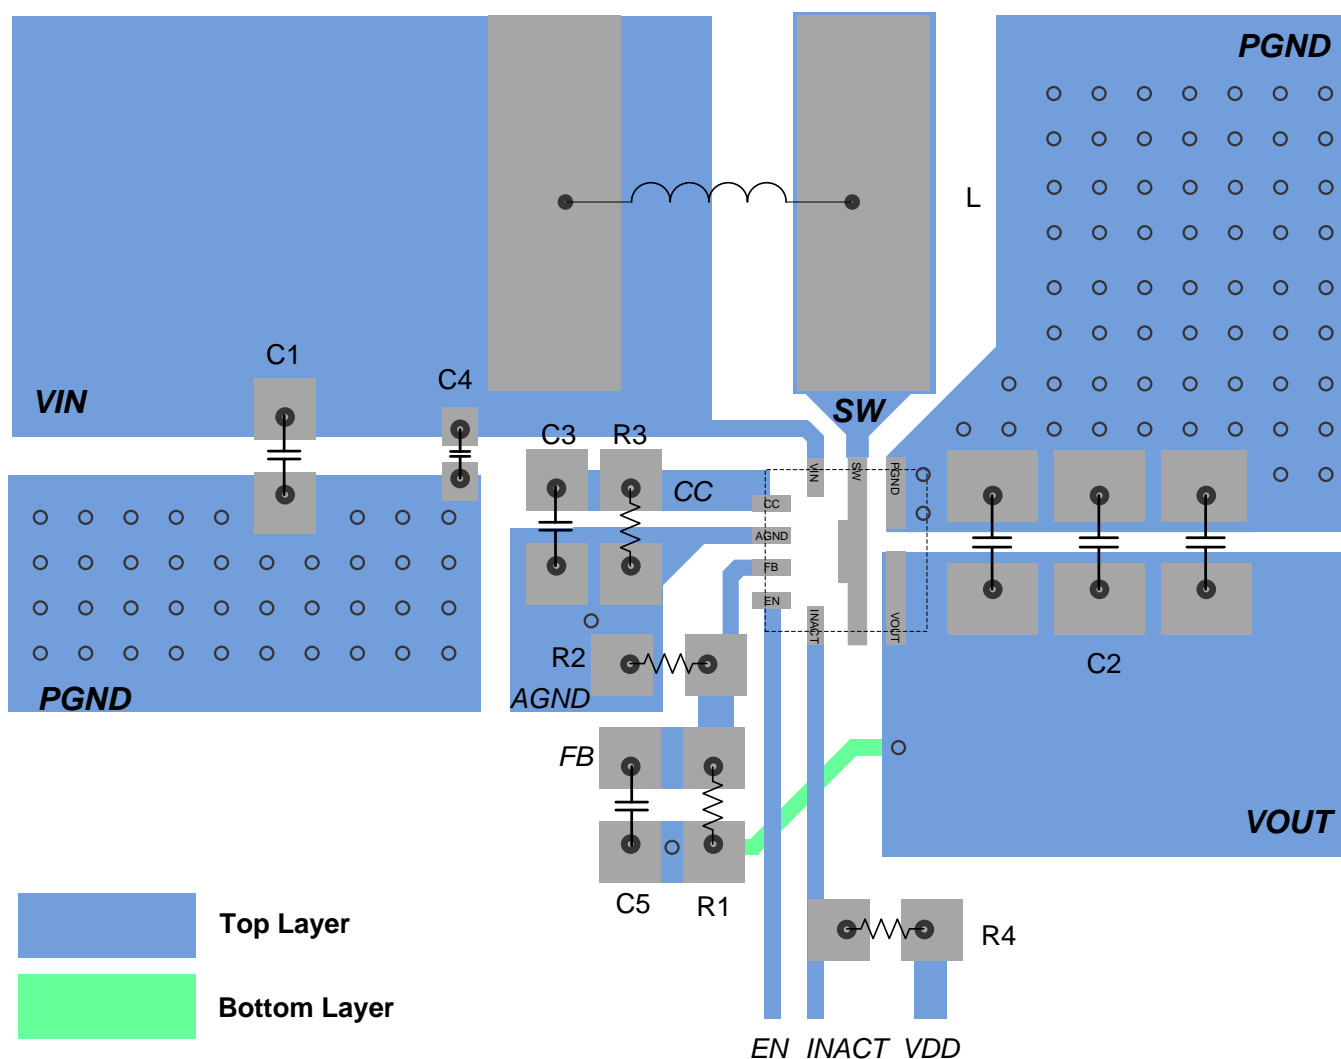 PGND
L
C1
C4
VIN
SW
C3
R3
CC
VIN
SW
PGND
CC
AGND
FB
EN
INACT
VOUT
R2
C2
AGND
PGND
FB
VOUT
C5
R1
Top Layer
R4
Bottom Layer
EN
INACT
VDD